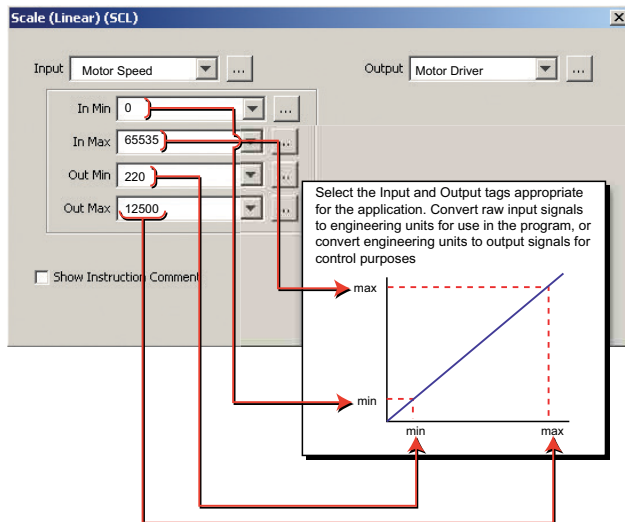 Scale (Linear) (SCL)
Input Motor Speed ... Output Motor Driver ...
In Min 0 ...
In Max 65535
Out Min 220
Out Max 12500
Show Instruction Comment
Select the Input and Output tags appropriate
for the application. Convert raw input signals
to engineering units for use in the program, or
convert engineering units to output signals for
control purposes
max
min
min max